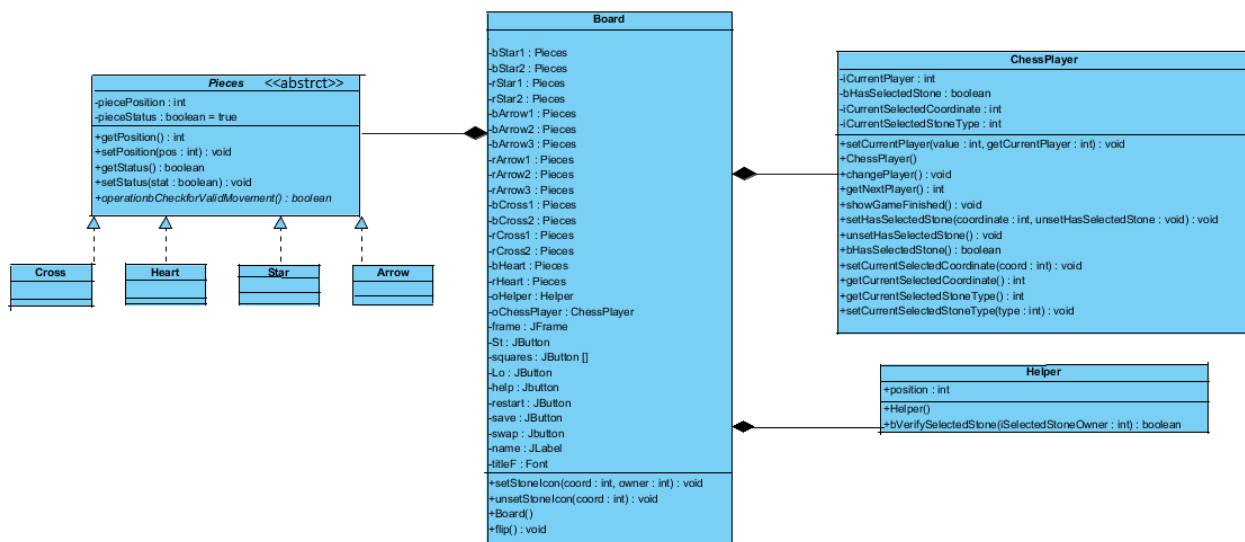 Pieces <<abstrct>>
-piecePosition : int
-pieceStatus : boolean = true
+getPosition() : int
+setPosition(pos : int) : void
+getStatus() : boolean
+setStatus(stat : boolean) : void
+operationbCheckforValidMovement() : boolean
Cross
Heart
Star
Arrow
Board
-bStar1 : Pieces
-bStar2 : Pieces
-rStar1 : Pieces
-rStar2 : Pieces
-bArrow1 : Pieces
-bArrow2 : Pieces
-bArrow3 : Pieces
-rArrow1 : Pieces
-rArrow2 : Pieces
-rArrow3 : Pieces
-bCross1 : Pieces
-bCross2 : Pieces
-rCross1 : Pieces
-rCross2 : Pieces
-bHeart : Pieces
-rHeart : Pieces
-oHelper : Helper
-oChessPlayer : ChessPlayer
-frame : JFrame
-St : JButton
-squares : JButton []
-Lo : JButton
-help : Jbutton
-restart : JButton
-save : JButton
-swap : Jbutton
-name : JLabel
-titleF : Font
+setStoneIcon(coord : int, owner : int) : void
+unsetStoneIcon(coord : int) : void
+Board()
+flip() : void
ChessPlayer
-iCurrentPlayer : int
-bHasSelectedStone : boolean
-iCurrentSelectedCoordinate : int
-iCurrentSelectedStoneType : int
+setCurrentPlayer(value : int, getCurrentPlayer : int) : void
+ChessPlayer()
+changePlayer() : void
+getNextPlayer() : int
+showGameFinished() : void
+setHasSelectedStone(coordinate : int, unsetHasSelectedStone : void) : void
+unsetHasSelectedStone() : void
+bHasSelectedStone() : boolean
+setCurrentSelectedCoordinate(coord : int) : void
+getCurrentSelectedCoordinate() : int
+getCurrentSelectedStoneType() : int
+setCurrentSelectedStoneType(type : int) : void
Helper
+position : int
+Helper()
+bVerifySelectedStone(iSelectedStoneOwner : int) : boolean